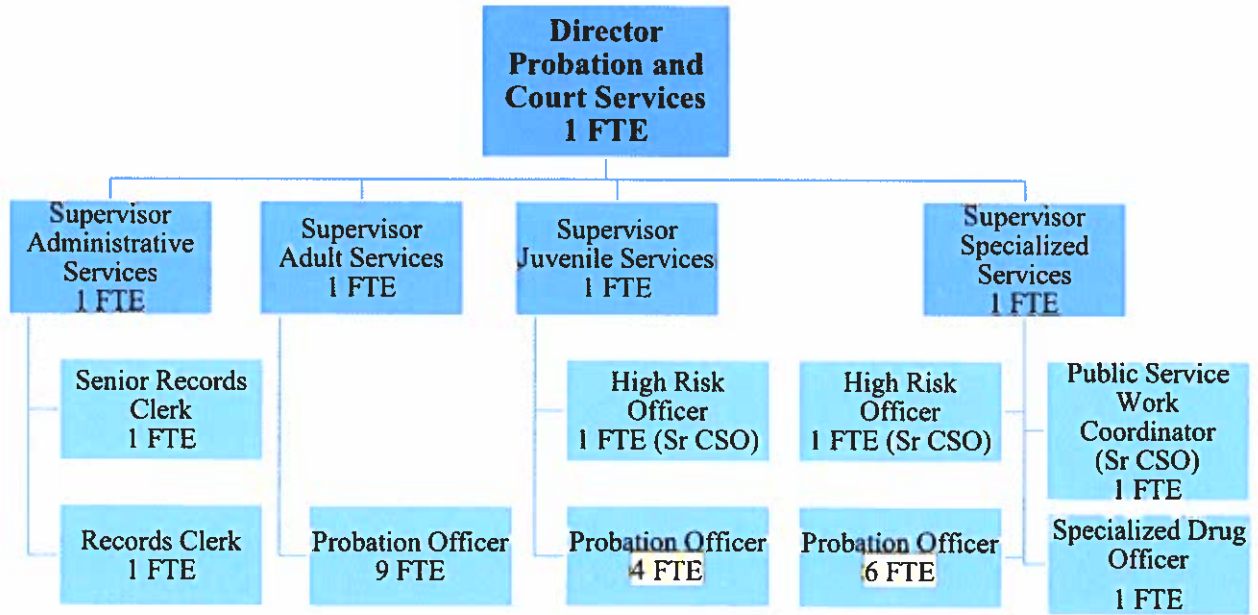 Director
Probation and
Court Services
1 FTE
Supervisor
Administrative
Services
1 FTE
Supervisor
Adult Services
1 FTE
Supervisor
Juvenile Services
1 FTE
Supervisor
Specialized
Services
1 FTE
Senior Records
Clerk
1 FTE
High Risk
Officer
1 FTE (Sr CSO)
High Risk
Officer
1 FTE (Sr CSO)
Public Service
Work
Coordinator
(Sr CSO)
1 FTE
Records Clerk
1 FTE
Probation Officer
9 FTE
Probation Officer
4 FTE
Probation Officer
6 FTE
Specialized Drug
Officer
1 FTE